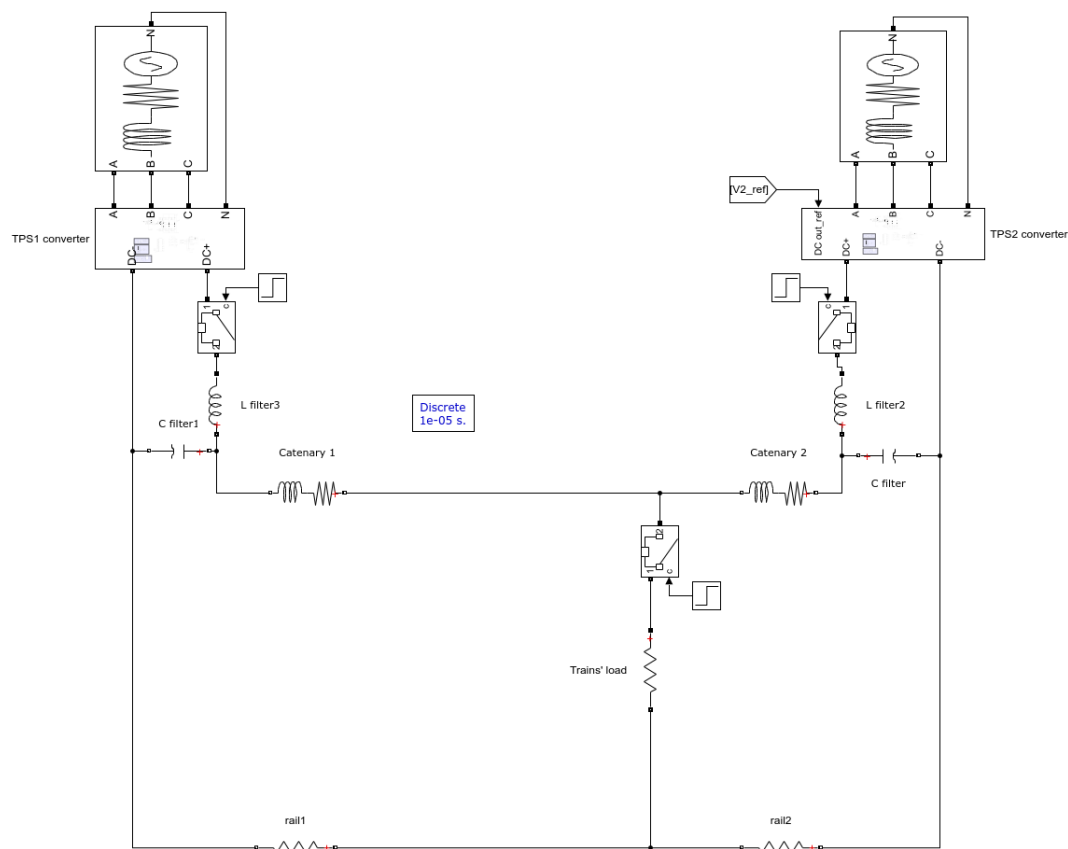 N
N
A
B
C
A
B
C
[V2_ref]
A
B
C
N
A
B
C
N
TPS1 converter
DC-
DC+
DC out_ref
DC+
DC-
TPS2 converter
1
c
2
c
1
2
L filter3
Discrete
1e-05 s.
L filter2
C filter1
Catenary 1
Catenary 2
C filter
2
1
c
Trains' load
rail1
rail2